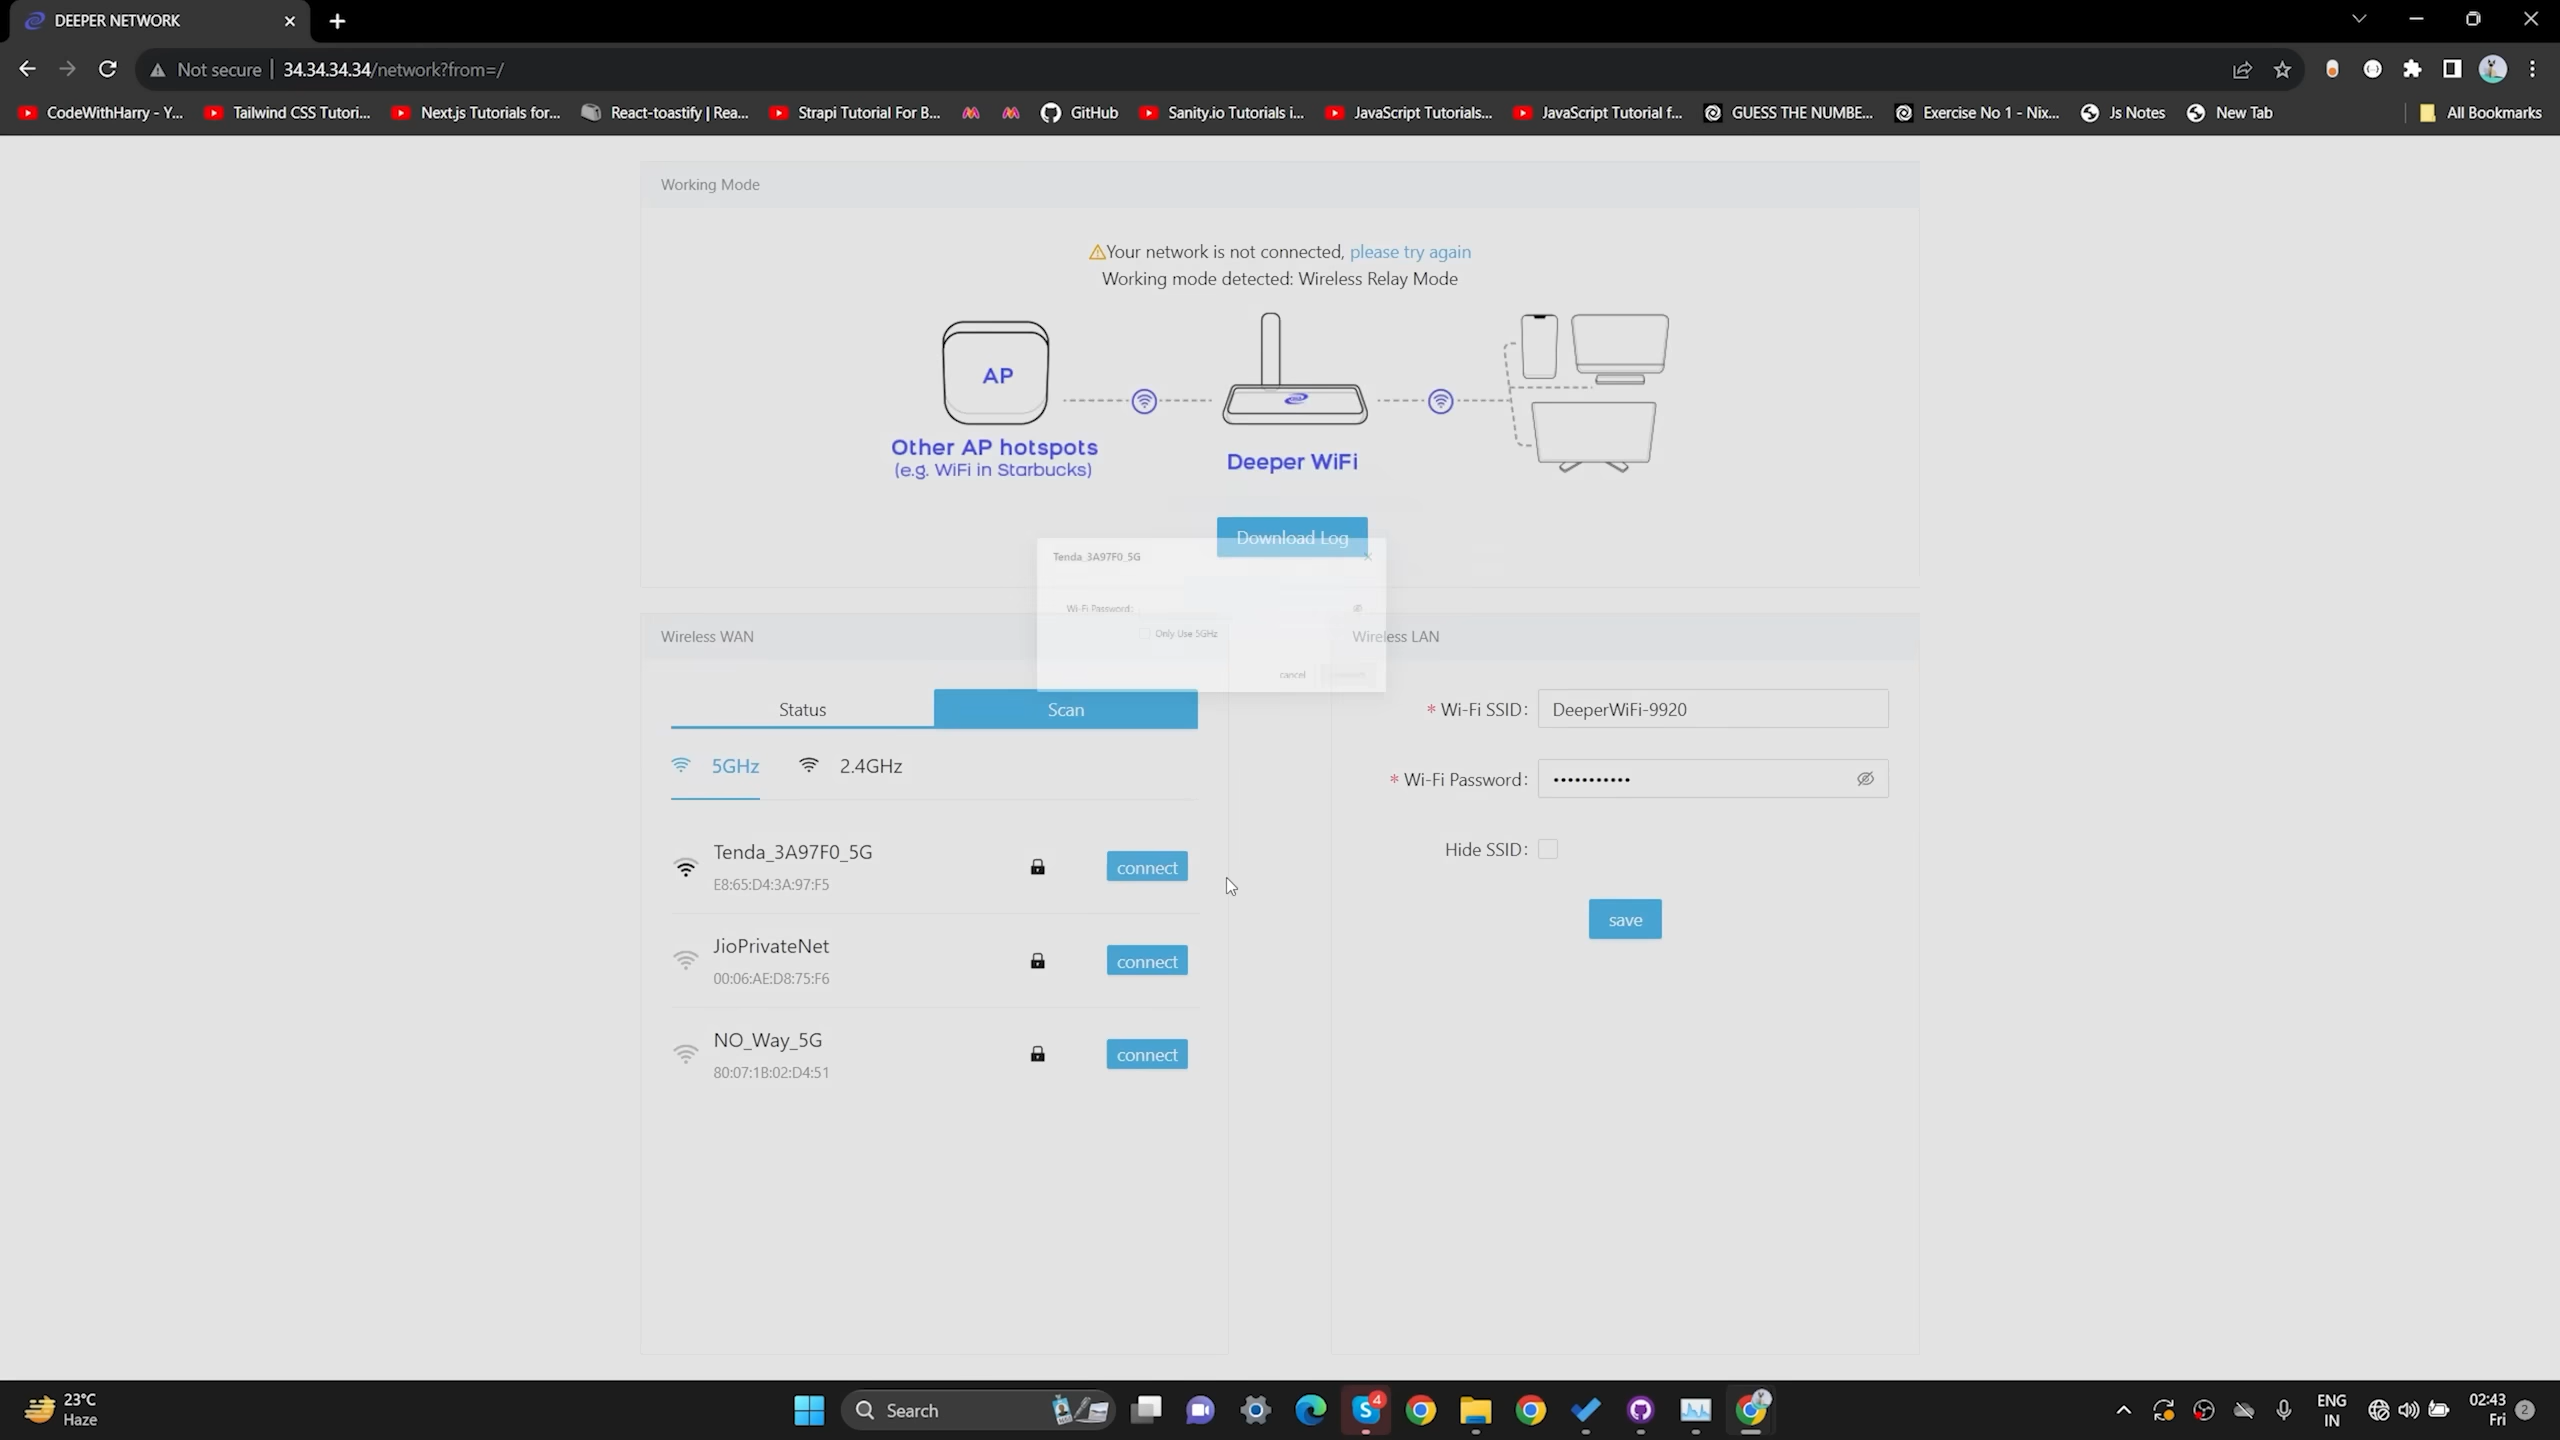 DEEPER NETWORK
Not secure
34.34.34.34/network?from=/
CodeWithHarry - Y...
Tailwind CSS Tutori...
Next.js Tutorials for...
React-toastify | Rea...
Strapi Tutorial For B...
GitHub
Sanity.io Tutorials i...
JavaScript Tutorials...
JavaScript Tutorial f...
GUESS THE NUMBE...
Exercise No 1 - Nix...
Js Notes
New Tab
All Bookmarks
Working Mode
Your network is not connected, please try again
Working mode detected: Wireless Relay Mode
AP
Other AP hotspots
(e.g. WiFi in Starbucks)
Deeper WiFi
Download Log
Tenda_3A97F0_5G
Wi-Fi Password:
Only Use 5GHz
cancel
Wireless WAN
Status
Scan
5GHz
2.4GHz
Tenda_3A97F0_5G
E8:65:D4:3A:97:F5
connect
JioPrivateNet
00:06:AE:D8:75:F6
connect
NO_Way_5G
80:07:1B:02:D4:51
connect
Wireless LAN
* Wi-Fi SSID:
DeeperWiFi-9920
* Wi-Fi Password:
Hide SSID:
save
23°C
Haze
Search
4
ENG
IN
02:43
Fri
2